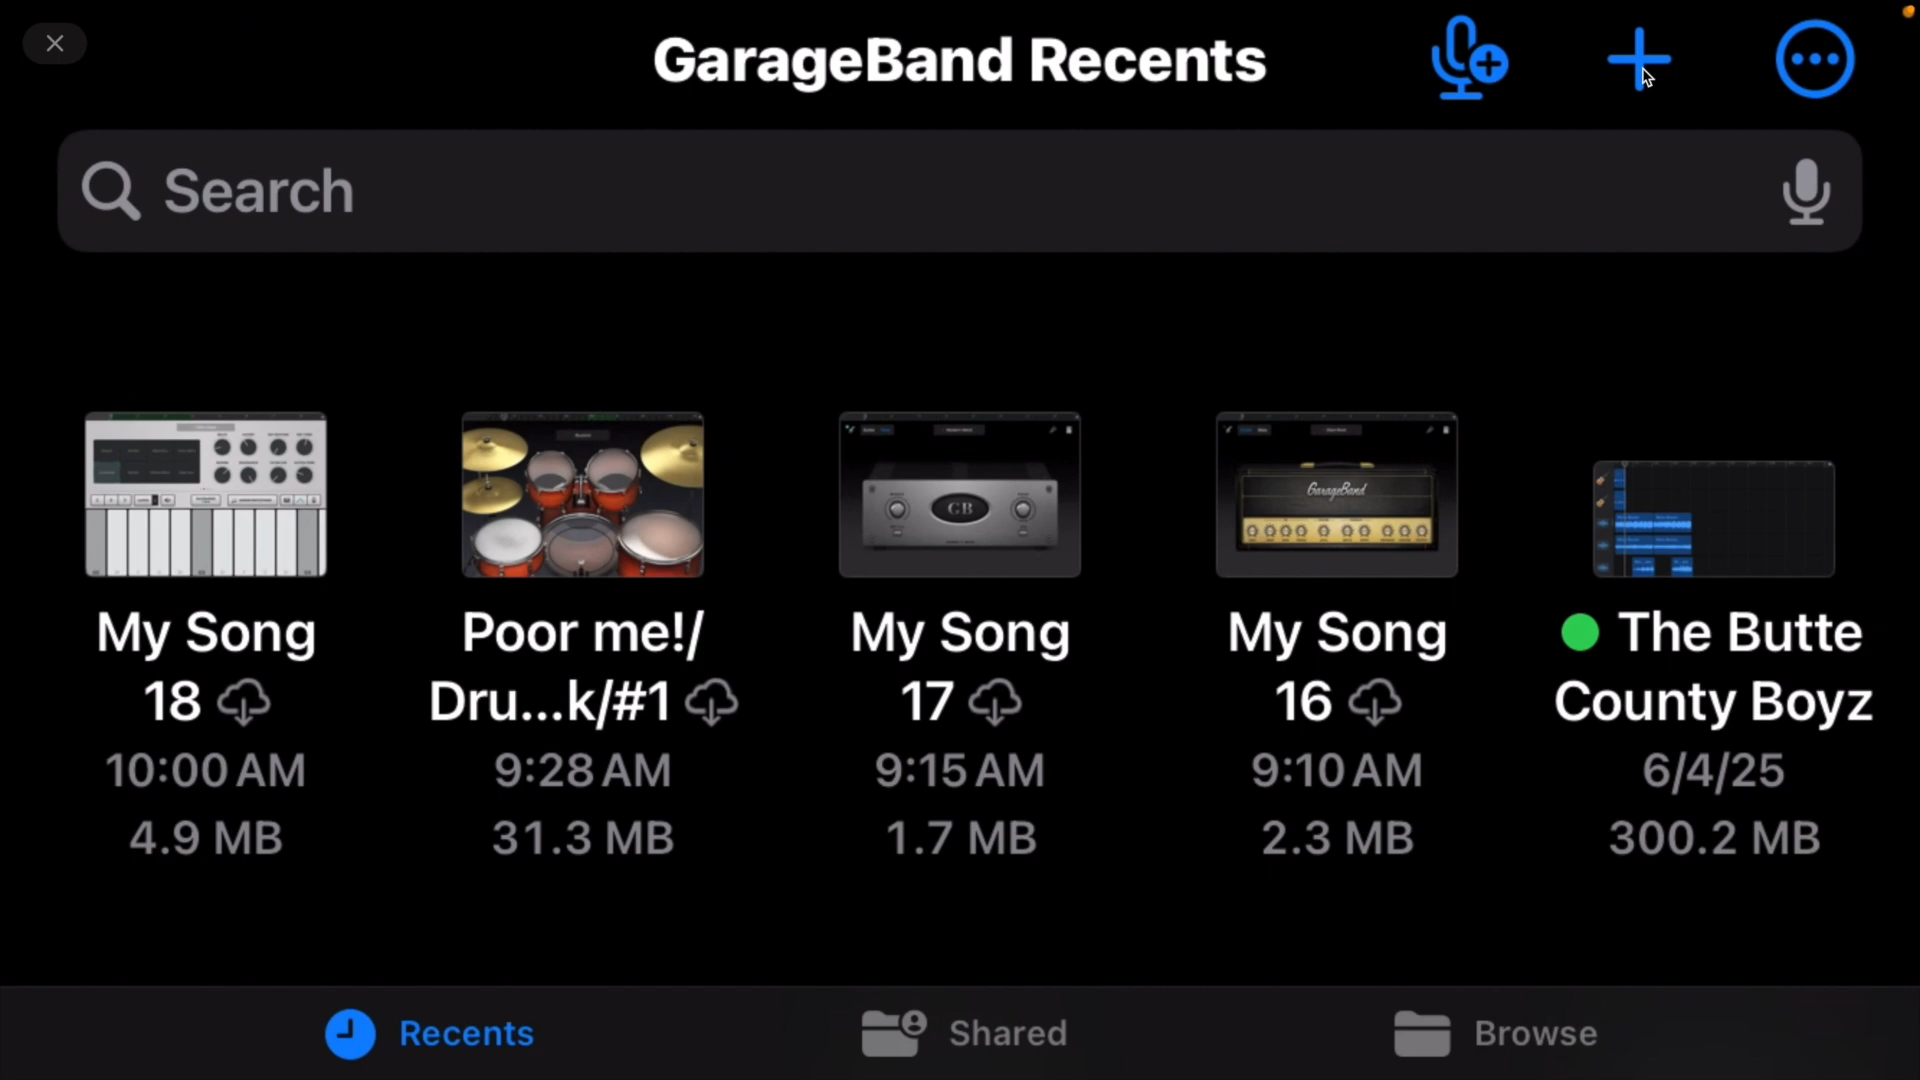 GarageBand Recents
Search
GB
GarageBand
My Song
18
10:00 AM
4.9 MB
Poor me!/
Dru...k/#1
9:28 AM
31.3 MB
My Song
17
9:15 AM
1.7 MB
My Song
16
9:10 AM
2.3 MB
The Butte
County Boyz
6/4/25
300.2 MB
Recents
Shared
Browse